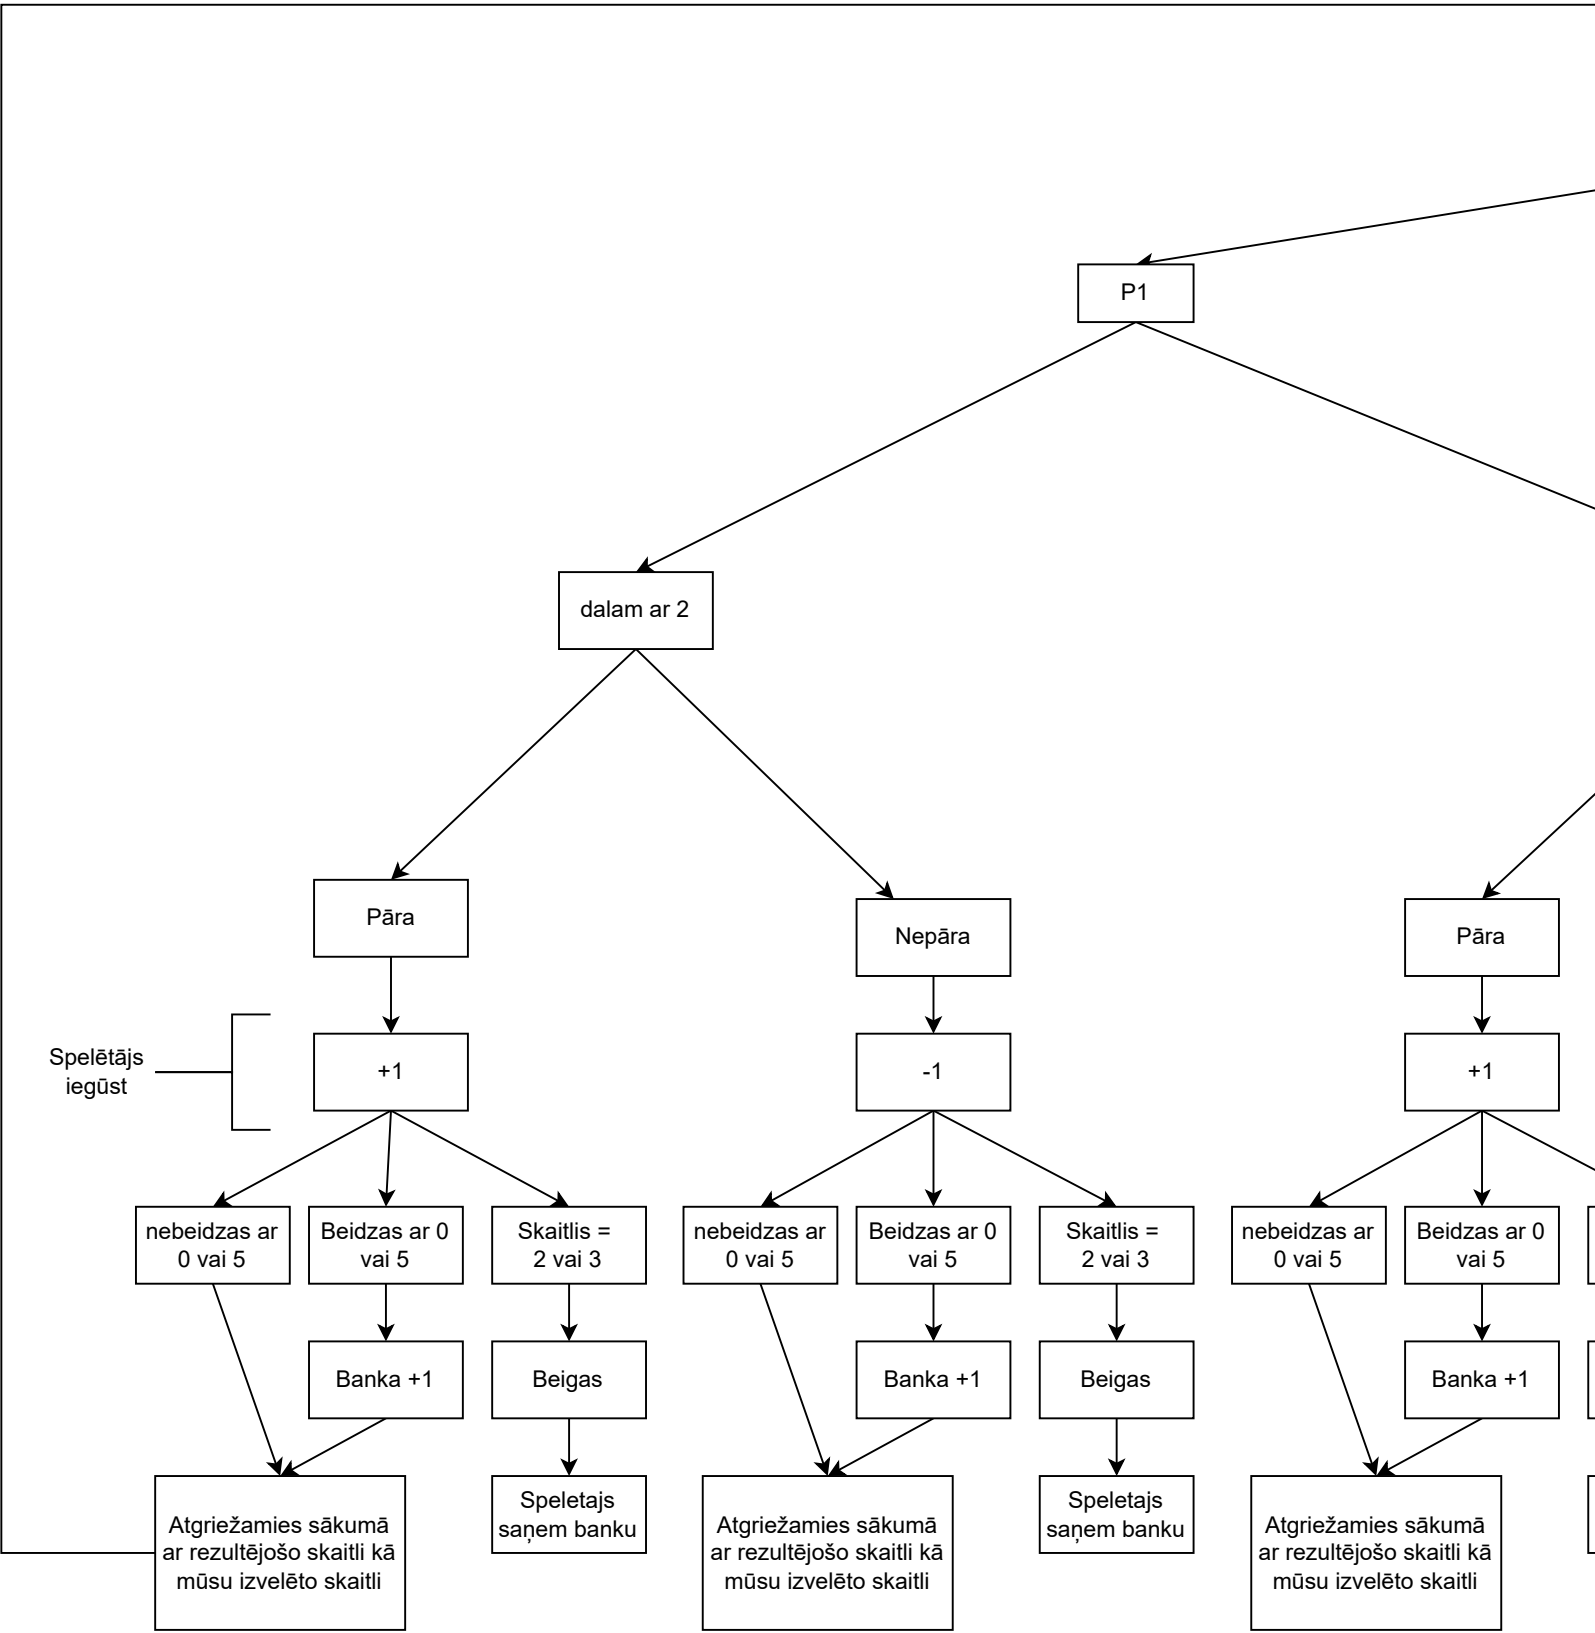 P1
dalam ar 2
Pāra
Nepāra
Pāra
Spelētājs
iegūst
+1
-1
+1
nebeidzas ar
0 vai 5
Beidzas ar 0
vai 5
Skaitlis =
2 vai 3
nebeidzas ar
0 vai 5
Beidzas ar 0
vai 5
Skaitlis =
2 vai 3
nebeidzas ar
0 vai 5
Beidzas ar 0
vai 5
Banka +1
Beigas
Banka +1
Beigas
Banka +1
Atgriežamies sākumā
ar rezultējošo skaitli kā
mūsu izvelēto skaitli
Speletajs
saņem banku
Atgriežamies sākumā
ar rezultējošo skaitli kā
mūsu izvelēto skaitli
Speletajs
saņem banku
Atgriežamies sākumā
ar rezultējošo skaitli kā
mūsu izvelēto skaitli